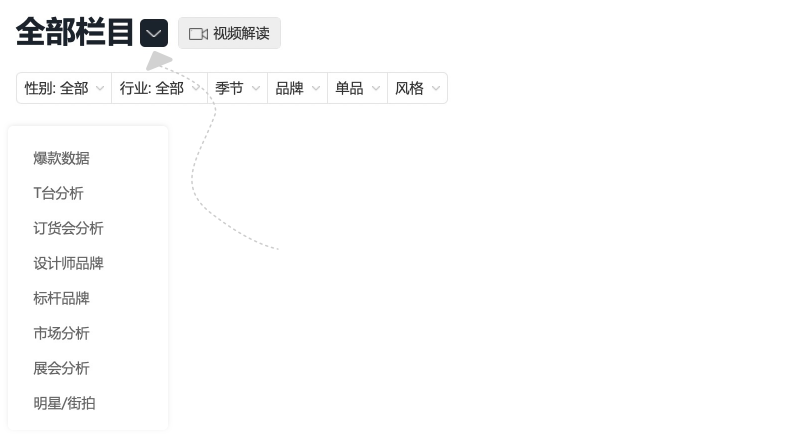 全部栏目 视频解读
性别: 全部 行业: 全部 季节 品牌 单品 风格
爆款数据
T台分析
订货会分析
设计师品牌
标杆品牌
市场分析
展会分析
明星/街拍